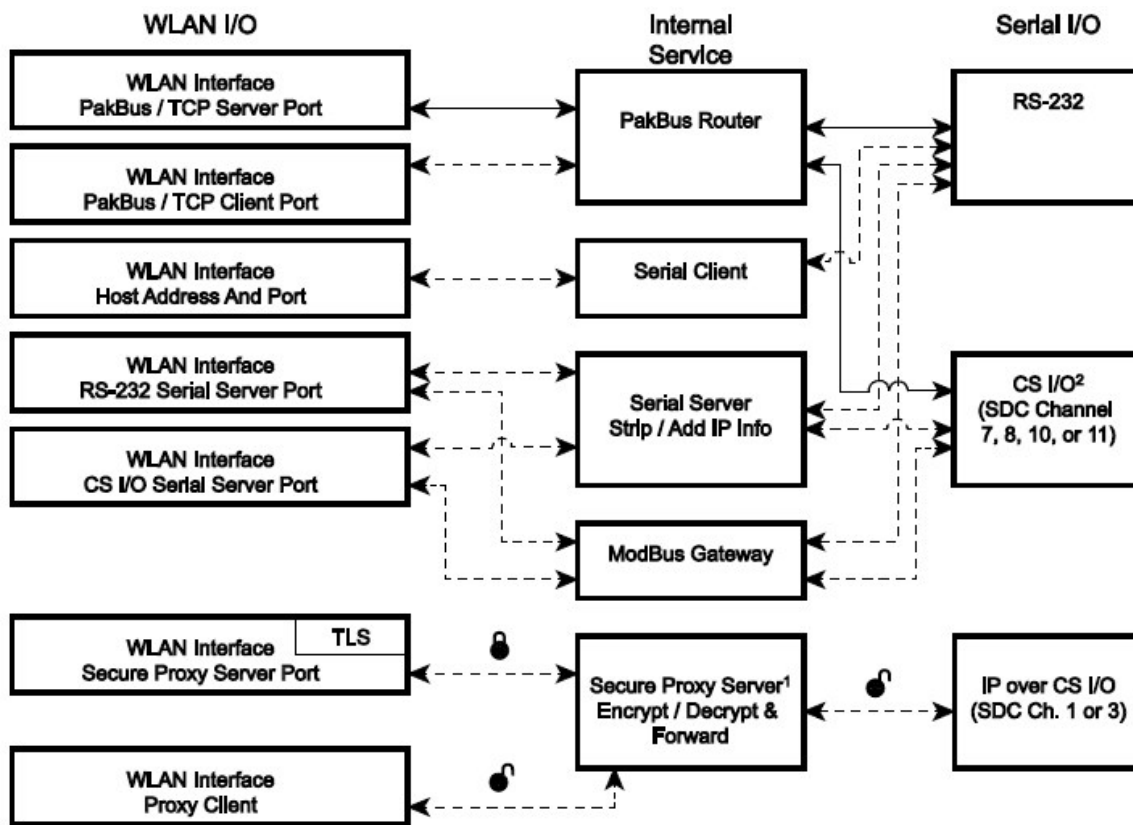 WLAN I/O
Internal
Service
Serial I/O
WLAN Interface
PakBus / TCP Server Port
PakBus Router
RS-232
WLAN Interface
PakBus / TCP Client Port
WLAN Interface
Host Address And Port
Serial Client
WLAN Interface
RS-232 Serial Server Port
Serial Server
Strip / Add IP Info
CS I/O²
(SDC Channel
7, 8, 10, or 11)
WLAN Interface
CS I/O Serial Server Port
ModBus Gateway
TLS
WLAN Interface
Secure Proxy Server Port
Secure Proxy Server¹
Encrypt / Decrypt &
Forward
IP over CS I/O
(SDC Ch. 1 or 3)
WLAN Interface
Proxy Client